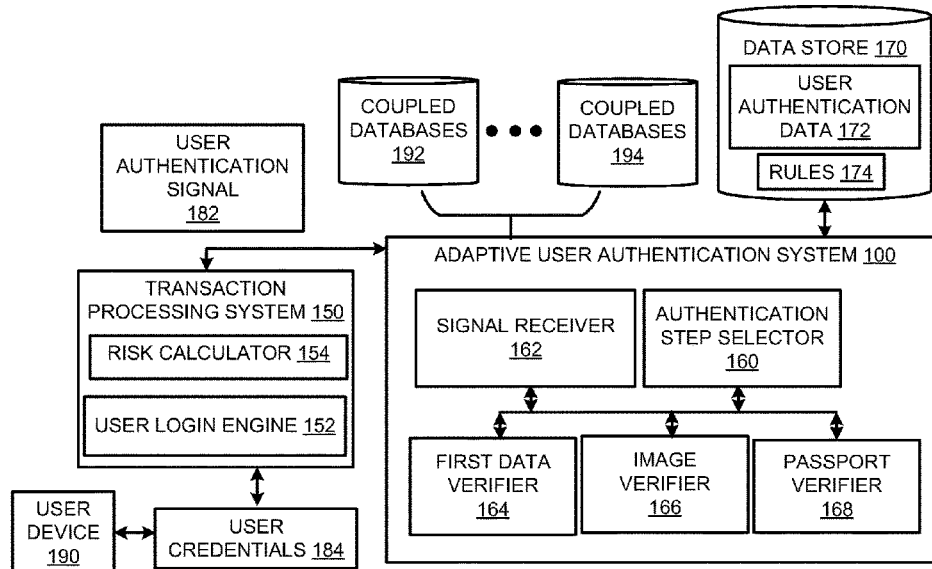 DATA STORE 170
USER
AUTHENTICATION
DATA 172
RULES 174
COUPLED
DATABASES
192
COUPLED
DATABASES
194
USER
AUTHENTICATION
SIGNAL
182
ADAPTIVE USER AUTHENTICATION SYSTEM 100
TRANSACTION
PROCESSING SYSTEM 150
RISK CALCULATOR 154
USER LOGIN ENGINE 152
SIGNAL RECEIVER
162
AUTHENTICATION
STEP SELECTOR
160
FIRST DATA
VERIFIER
164
IMAGE
VERIFIER
166
PASSPORT
VERIFIER
168
USER
DEVICE
190
USER
CREDENTIALS 184